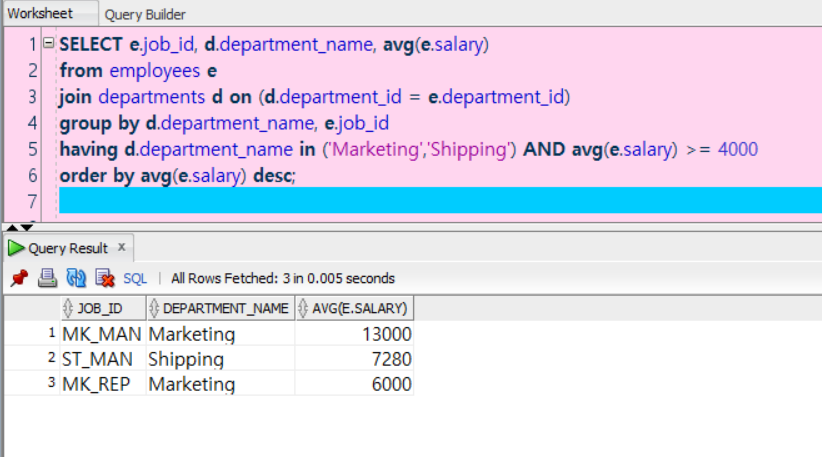 Worksheet Query Builder
1 SELECT e.job_id, d.department_name, avg(e.salary)
2 from employees e
3 join departments d on (d.department_id = e.department_id)
4 group by d.department_name, e.job_id
5 having d.department_name in ('Marketing','Shipping') AND avg(e.salary) >= 4000
6 order by avg(e.salary) desc;
7
Query Result x
SQL | All Rows Fetched: 3 in 0.005 seconds
JOB_ID DEPARTMENT_NAME AVG(E.SALARY)
1 MK_MAN Marketing 13000
2 ST_MAN Shipping 7280
3 MK_REP Marketing 6000